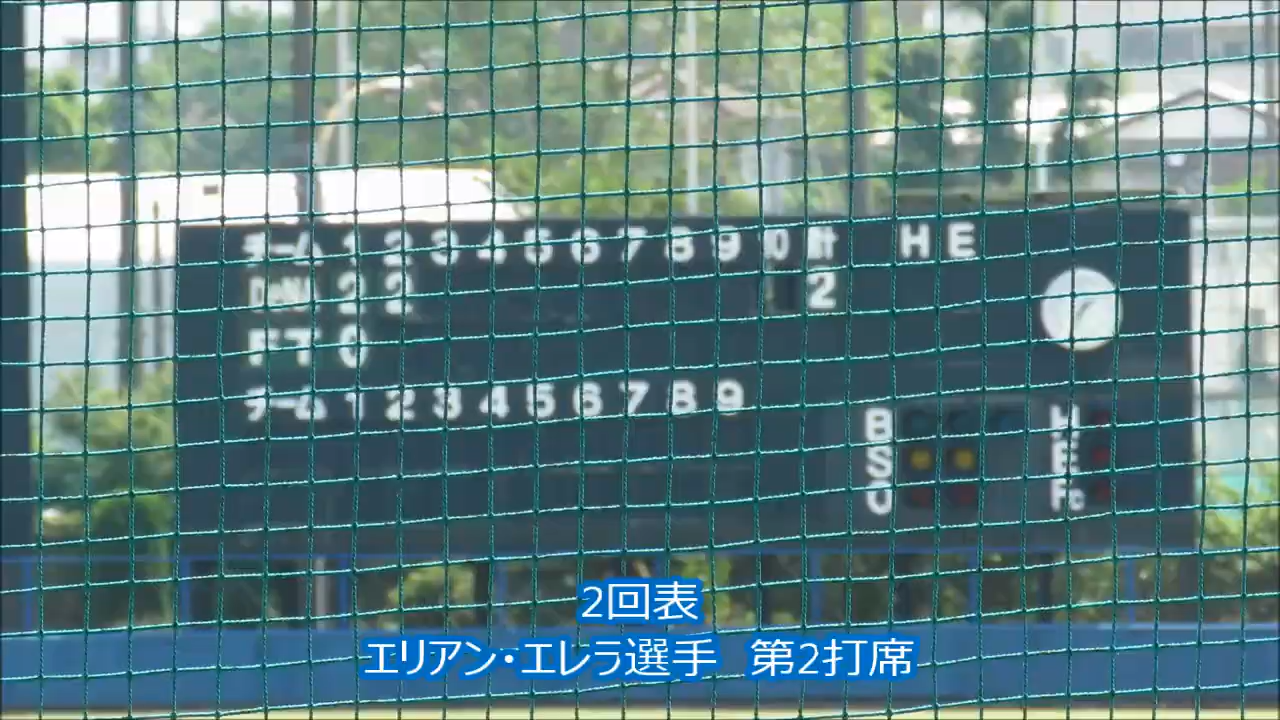 チーム 1 2 3 4 5 6 7 8 9 10 計 H E
DeNA 2 2 2
F T 0
チーム 1 2 3 4 5 6 7 8 9
B H
S E
O Fc
2回表
エリアン・エレラ選手 第2打席